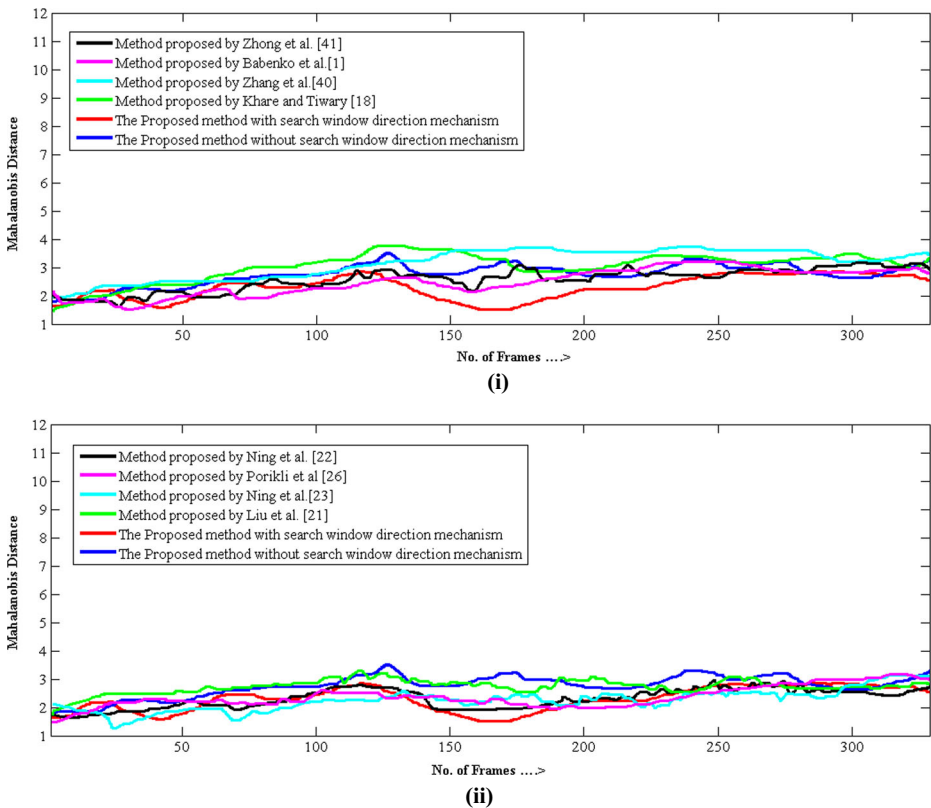 12
11
10
9
8
7
6
5
4
3
2
1
Mahalanobis Distance
Method proposed by Zhong et al. [41]
Method proposed by Babenko et al.[1]
Method proposed by Zhang et al.[40]
Method proposed by Khare and Tiwary [18]
The Proposed method with search window direction mechanism
The Proposed method without search window direction mechanism
50 100 150 200 250 300
No. of Frames ....>
(i)
12
11
10
9
8
7
6
5
4
3
2
1
Mahalanobis Distance
Method proposed by Ning et al. [22]
Method proposed by Porikli et al [26]
Method proposed by Ning et al.[23]
Method proposed by Liu et al. [21]
The Proposed method with search window direction mechanism
The Proposed method without search window direction mechanism
50 100 150 200 250 300
No. of Frames ....>
(ii)